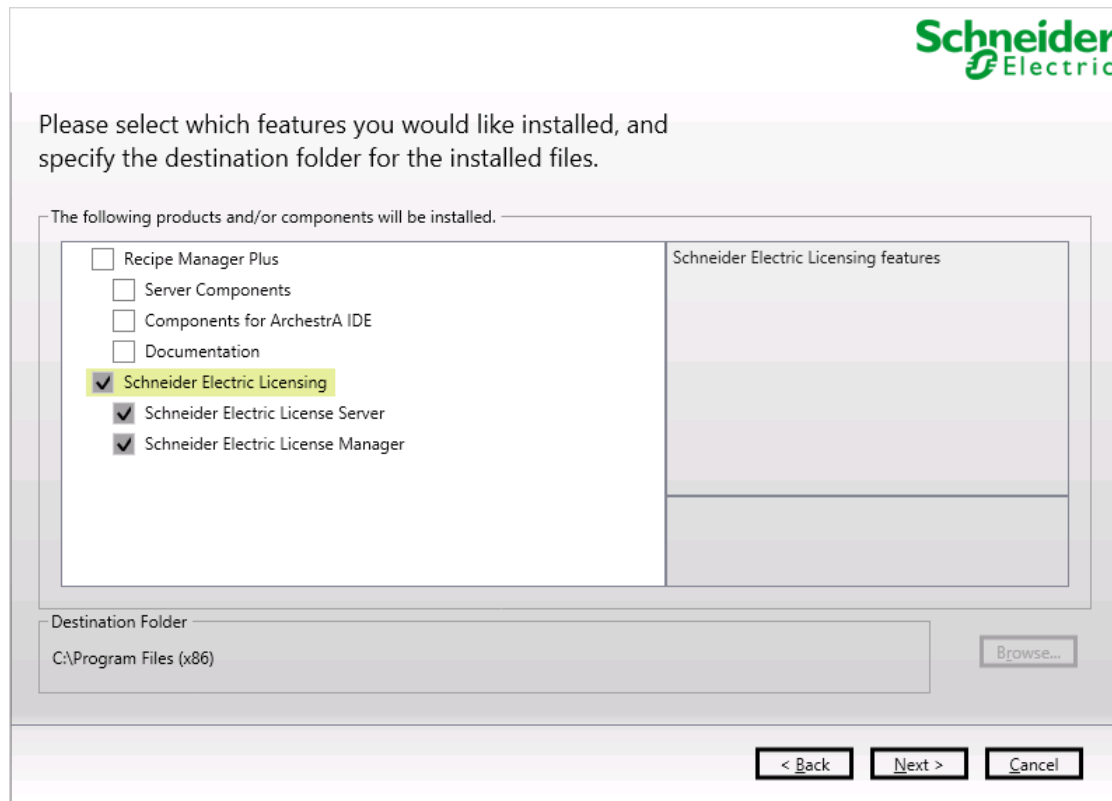 Schneider
Electric
Please select which features you would like installed, and
specify the destination folder for the installed files.
The following products and/or components will be installed.
Recipe Manager Plus
Server Components
Components for ArchestrA IDE
Documentation
Schneider Electric Licensing
Schneider Electric License Server
Schneider Electric License Manager
Schneider Electric Licensing features
Destination Folder
C:\Program Files (x86)
Browse...
< Back
Next >
Cancel